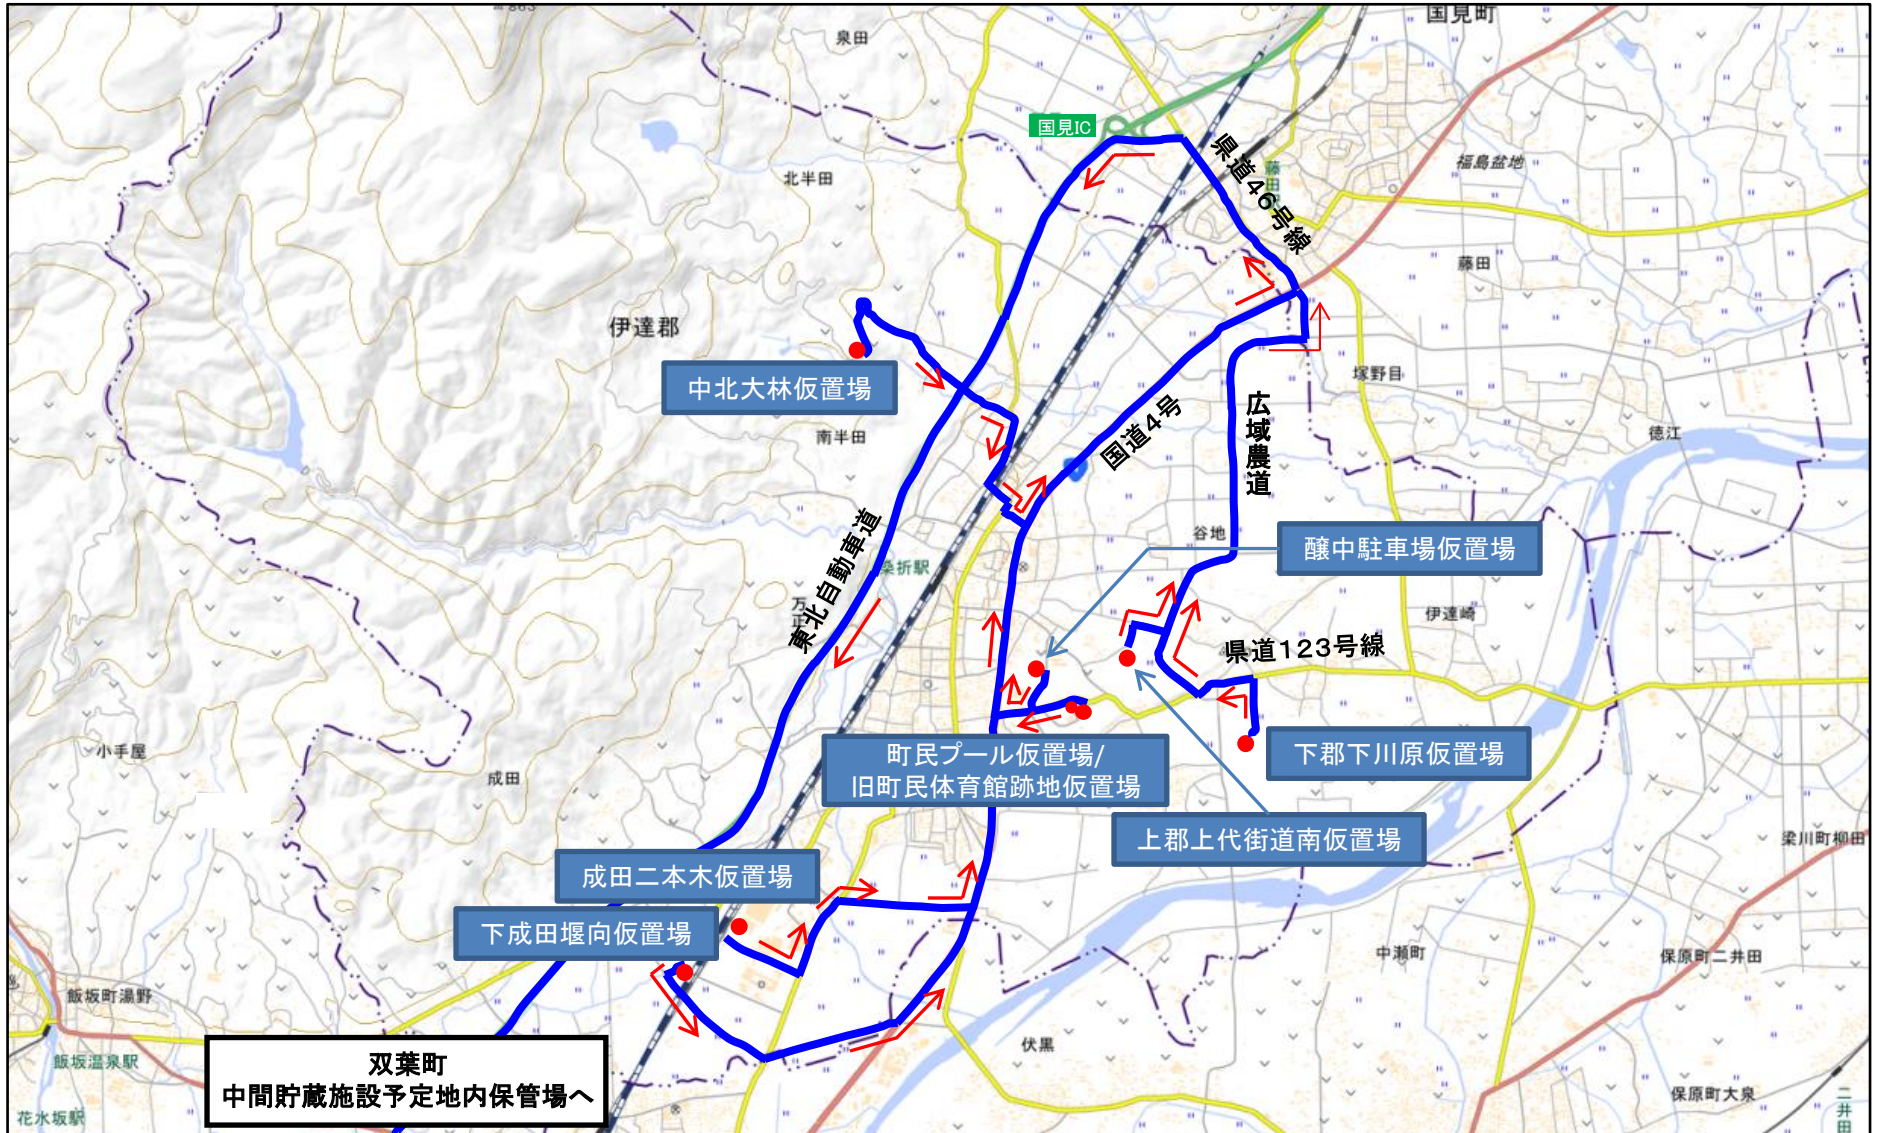 国見町
泉田
国見IC
県道46号線
福島盆地
北半田
藤田
伊達郡
塚野目
中北大林仮置場
広域農道
国道4号
南半田
徳江
東北自動車道
谷地
醸中駐車場仮置場
桑折駅
伊達崎
県道123号線
町民プール仮置場/
旧町民体育館跡地仮置場
下郡下川原仮置場
小手屋
成田
上郡上代街道南仮置場
梁川町柳田
成田二本木仮置場
下成田堰向仮置場
中瀬町
保原町二井田
飯坂町湯野
伏黒
飯坂温泉駅
双葉町
中間貯蔵施設予定地内保管場へ
保原町大泉
花水坂駅
二井田